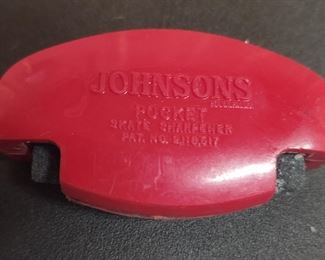 JOHNSONS
POCKET
SKATE SHARPENER
PAT. NO.